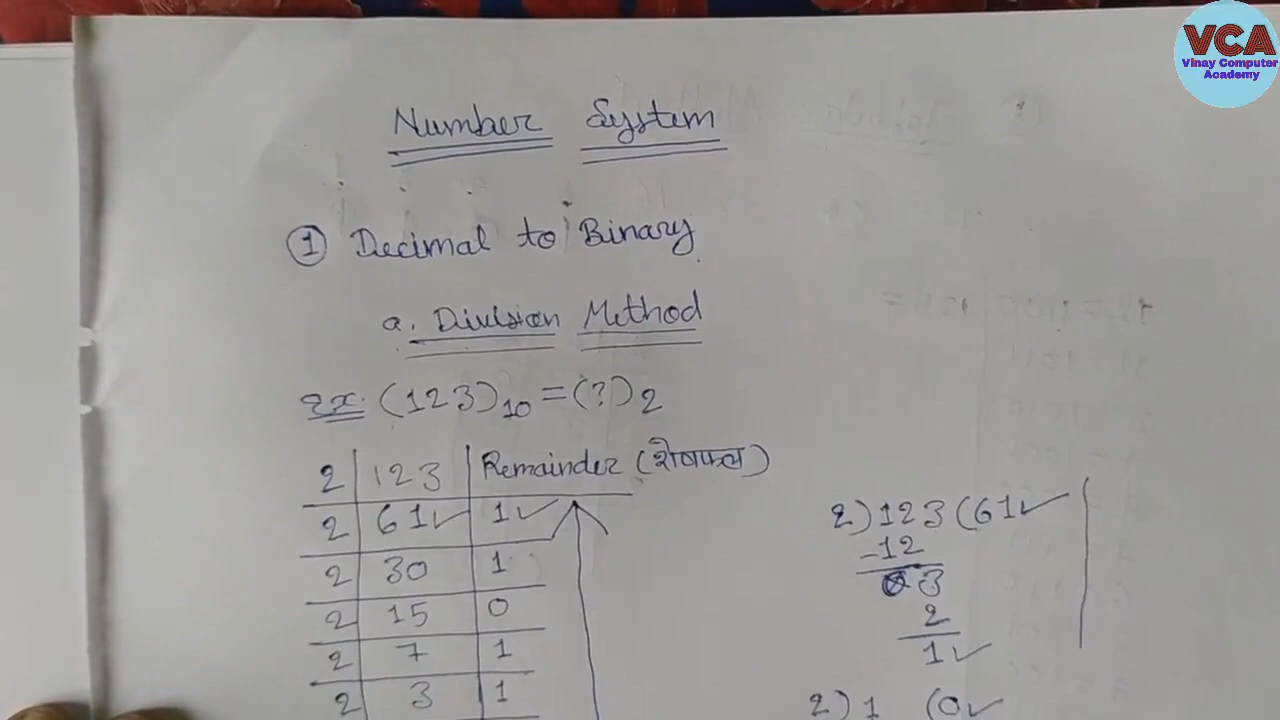 VCA
Vinay Computer
Academy
Number System
① Decimal to Binary
a. Division Method
Ex. (123)₁₀ = (?)₂
2 | 123 | Remainder (शेषफल)
2 | 61✓ | 1✓
2 | 30 | 1
2 | 15 | 0
2 | 7 | 1
2 | 3 | 1
2)123(61✓
-12
03
2
1✓
2)1 (0✓